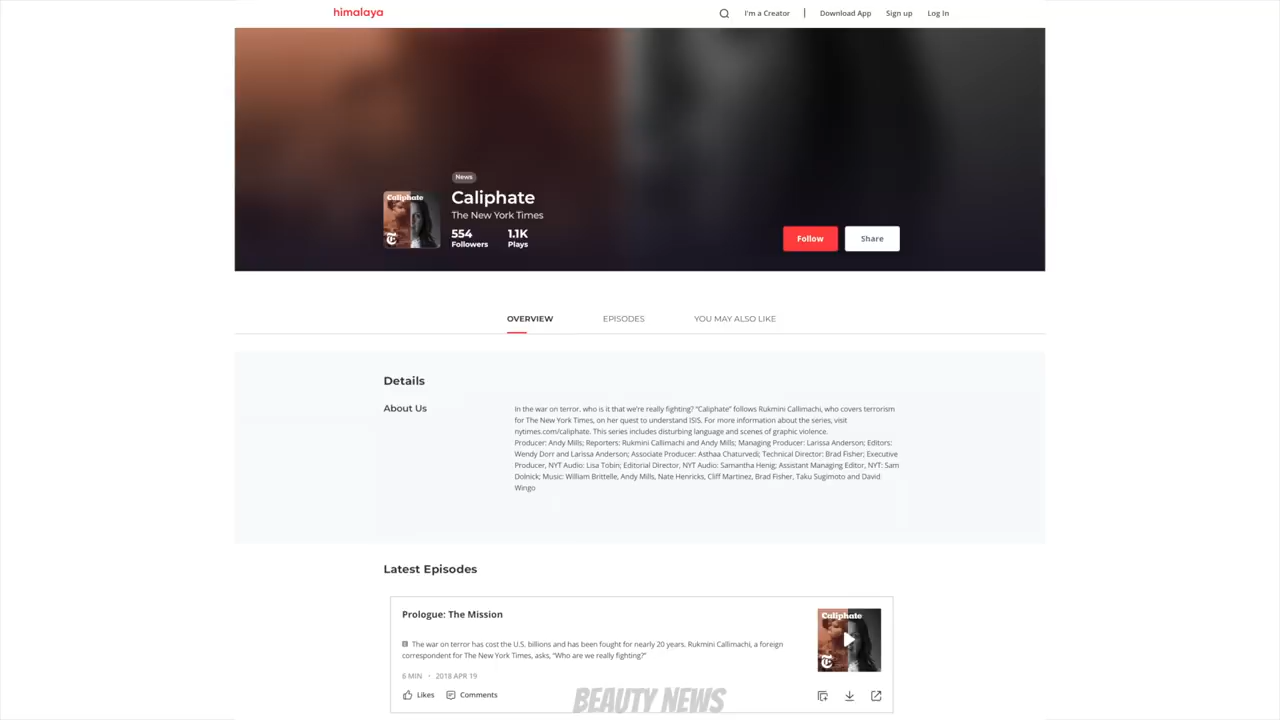 himalaya
I'm a Creator | Download App Sign up Log In
News
Caliphate
Caliphate
The New York Times
554 1.1K
Followers Plays
Follow Share
OVERVIEW EPISODES YOU MAY ALSO LIKE
Details
About Us
In the war on terror, who is it that we're really fighting? “Caliphate” follows Rukmini Callimachi, who covers terrorism
for The New York Times, on her quest to understand ISIS. For more information about the series, visit
nytimes.com/caliphate. This series includes disturbing language and scenes of graphic violence.
Producer: Andy Mills; Reporters: Rukmini Callimachi and Andy Mills; Managing Producer: Larissa Anderson; Editors:
Wendy Dorr and Larissa Anderson; Associate Producer: Asthaa Chaturvedi; Technical Director: Brad Fisher; Executive
Producer, NYT Audio: Lisa Tobin; Editorial Director, NYT Audio: Samantha Henig; Assistant Managing Editor, NYT: Sam
Dolnick; Music: William Brittelle, Andy Mills, Nate Henricks, Cliff Martinez, Brad Fisher, Taku Sugimoto and David
Wingo
Latest Episodes
Prologue: The Mission
Caliphate
The war on terror has cost the U.S. billions and has been fought for nearly 20 years. Rukmini Callimachi, a foreign
correspondent for The New York Times, asks, “Who are we really fighting?”
6 MIN · 2018 APR 19
Likes Comments
BEAUTY NEWS